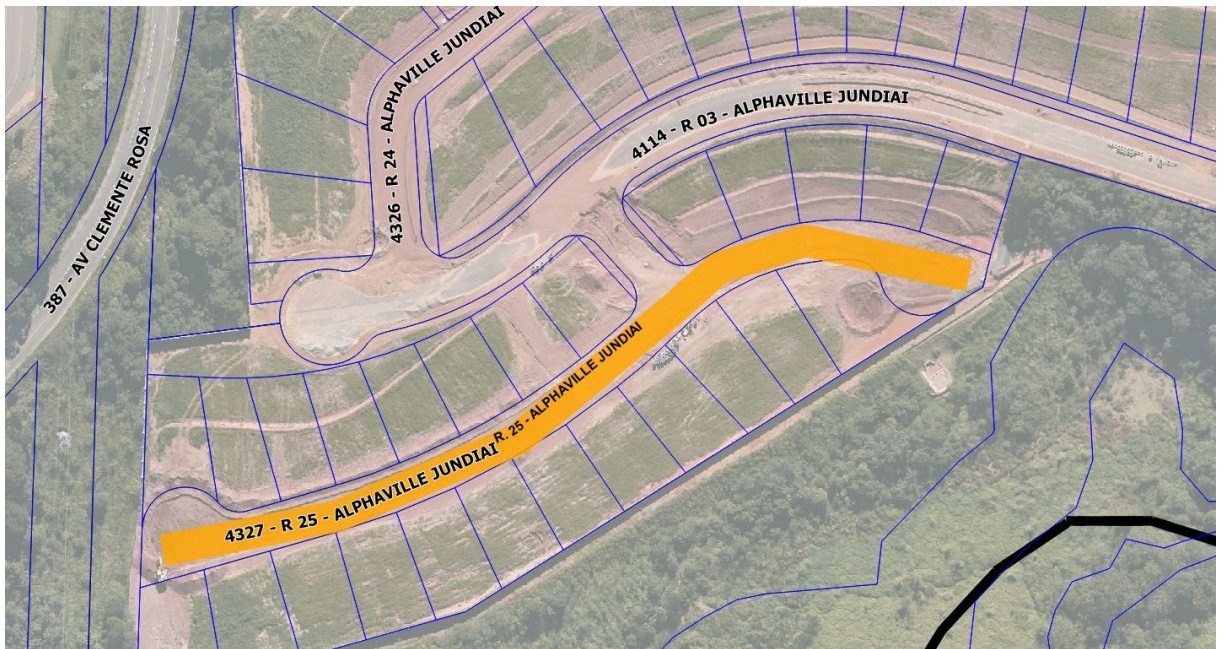 4326 - R 24 - ALPHAVILLE JUNDIAI
4114 - R 03 - ALPHAVILLE JUNDIAI
387 - AV CLEMENTE ROSA
R. 25 - ALPHAVILLE JUNDIAI
4327 - R 25 - ALPHAVILLE JUNDIAI